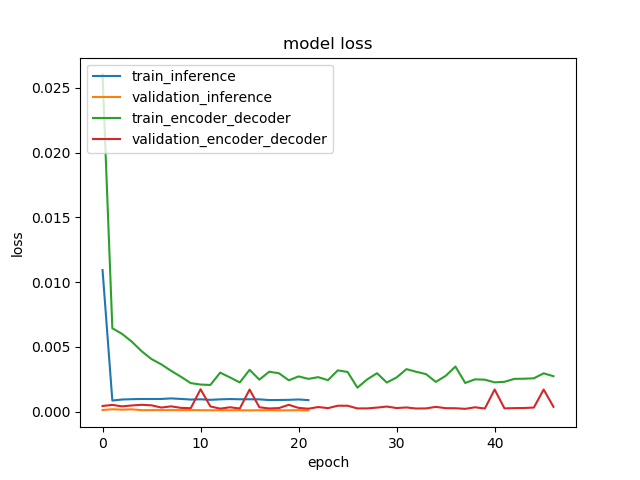 model loss
train_inference
validation_inference
train_encoder_decoder
validation_encoder_decoder
0.025
0.020
0.015
0.010
0.005
0.000
loss
0 10 20 30 40
epoch